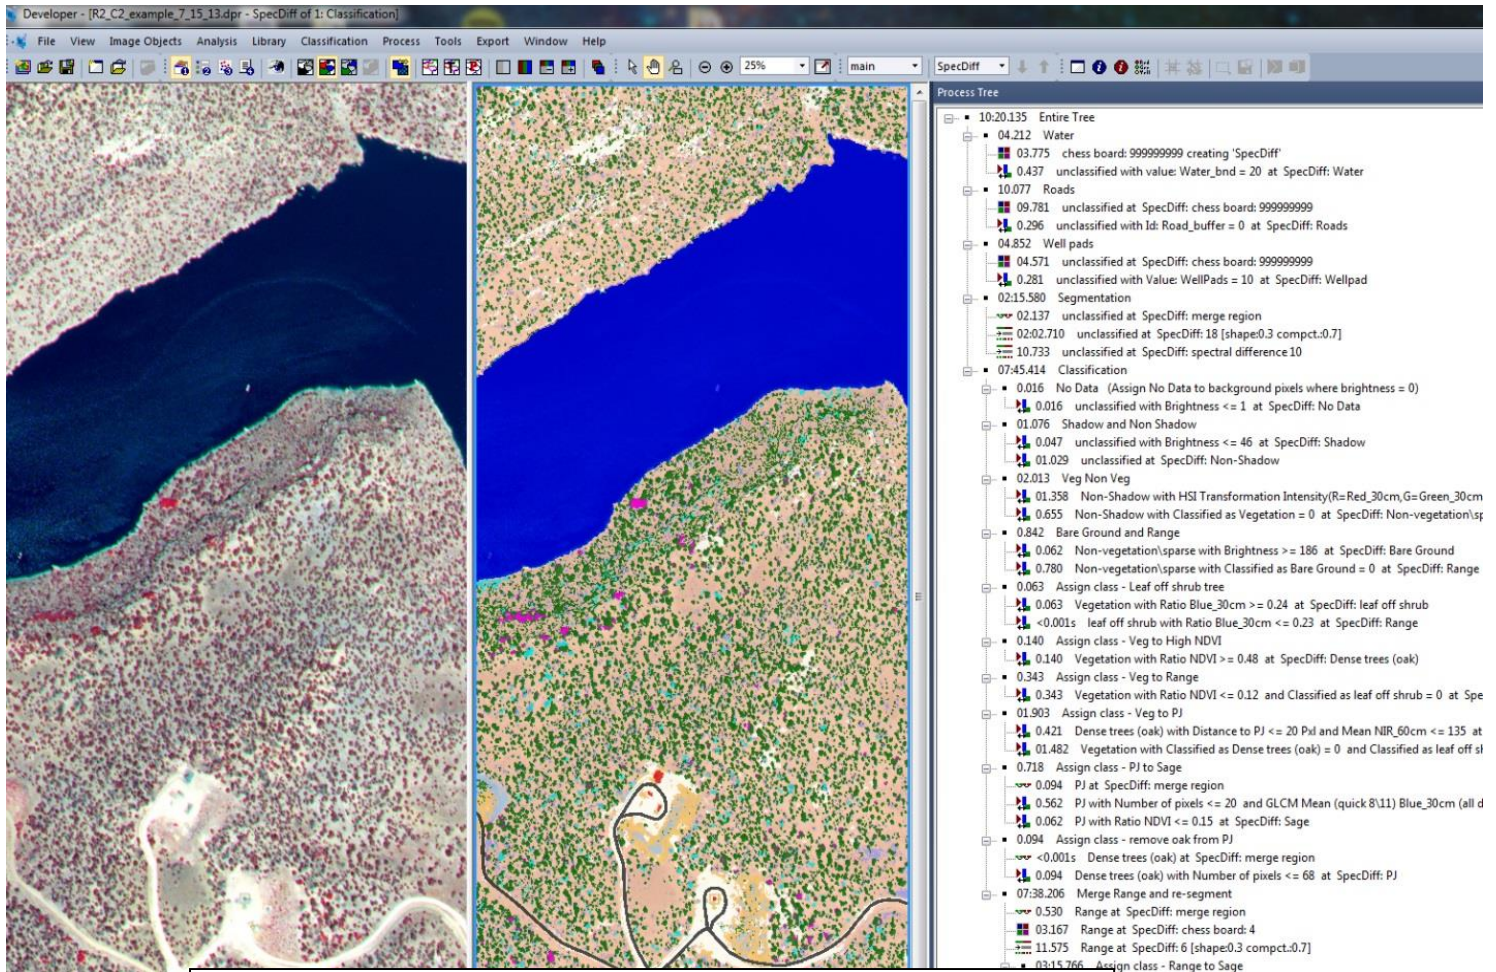 Developer - [R2_C2_example_7_15_13.dpr - SpecDiff of 1: Classification]
File View Image Objects Analysis Library Classification Process Tools Export Window Help
25% main SpecDiff
Process Tree
10:20.135 Entire Tree
04.212 Water
03.775 chess board: 999999999 creating 'SpecDiff'
0.437 unclassified with value: Water_bnd = 20 at SpecDiff: Water
10.077 Roads
09.781 unclassified at SpecDiff: chess board: 999999999
0.296 unclassified with Id: Road_buffer = 0 at SpecDiff: Roads
04.852 Well pads
04.571 unclassified at SpecDiff: chess board: 999999999
0.281 unclassified with Value: WellPads = 10 at SpecDiff: Wellpad
02:15.580 Segmentation
02.137 unclassified at SpecDiff: merge region
02:02.710 unclassified at SpecDiff: 18 [shape:0.3 compct.:0.7]
10.733 unclassified at SpecDiff: spectral difference 10
07:45.414 Classification
0.016 No Data (Assign No Data to background pixels where brightness = 0)
0.016 unclassified with Brightness <= 1 at SpecDiff: No Data
01.076 Shadow and Non Shadow
0.047 unclassified with Brightness <= 46 at SpecDiff: Shadow
01.029 unclassified at SpecDiff: Non-Shadow
02.013 Veg Non Veg
01.358 Non-Shadow with HSI Transformation Intensity(R=Red_30cm,G=Green_30cm
0.655 Non-Shadow with Classified as Vegetation = 0 at SpecDiff: Non-vegetation\sp
0.842 Bare Ground and Range
0.062 Non-vegetation\sparse with Brightness >= 186 at SpecDiff: Bare Ground
0.780 Non-vegetation\sparse with Classified as Bare Ground = 0 at SpecDiff: Range
0.063 Assign class - Leaf off shrub tree
0.063 Vegetation with Ratio Blue_30cm >= 0.24 at SpecDiff: leaf off shrub
<0.001s leaf off shrub with Ratio Blue_30cm <= 0.23 at SpecDiff: Range
0.140 Assign class - Veg to High NDVI
0.140 Vegetation with Ratio NDVI >= 0.48 at SpecDiff: Dense trees (oak)
0.343 Assign class - Veg to Range
0.343 Vegetation with Ratio NDVI <= 0.12 and Classified as leaf off shrub = 0 at Spe
01.903 Assign class - Veg to PJ
0.421 Dense trees (oak) with Distance to PJ <= 20 Pxl and Mean NIR_60cm <= 135 at
01.482 Vegetation with Classified as Dense trees (oak) = 0 and Classified as leaf off sh
0.718 Assign class - PJ to Sage
0.094 PJ at SpecDiff: merge region
0.562 PJ with Number of pixels <= 20 and GLCM Mean (quick 8\11) Blue_30cm (all d
0.062 PJ with Ratio NDVI <= 0.15 at SpecDiff: Sage
0.094 Assign class - remove oak from PJ
<0.001s Dense trees (oak) at SpecDiff: merge region
0.094 Dense trees (oak) with Number of pixels <= 68 at SpecDiff: PJ
07:38.206 Merge Range and re-segment
0.530 Range at SpecDiff: merge region
03.167 Range at SpecDiff: chess board: 4
11.575 Range at SpecDiff: 6 [shape:0.3 compct.:0.7]
03:15.766 Assign class - Range to Sage